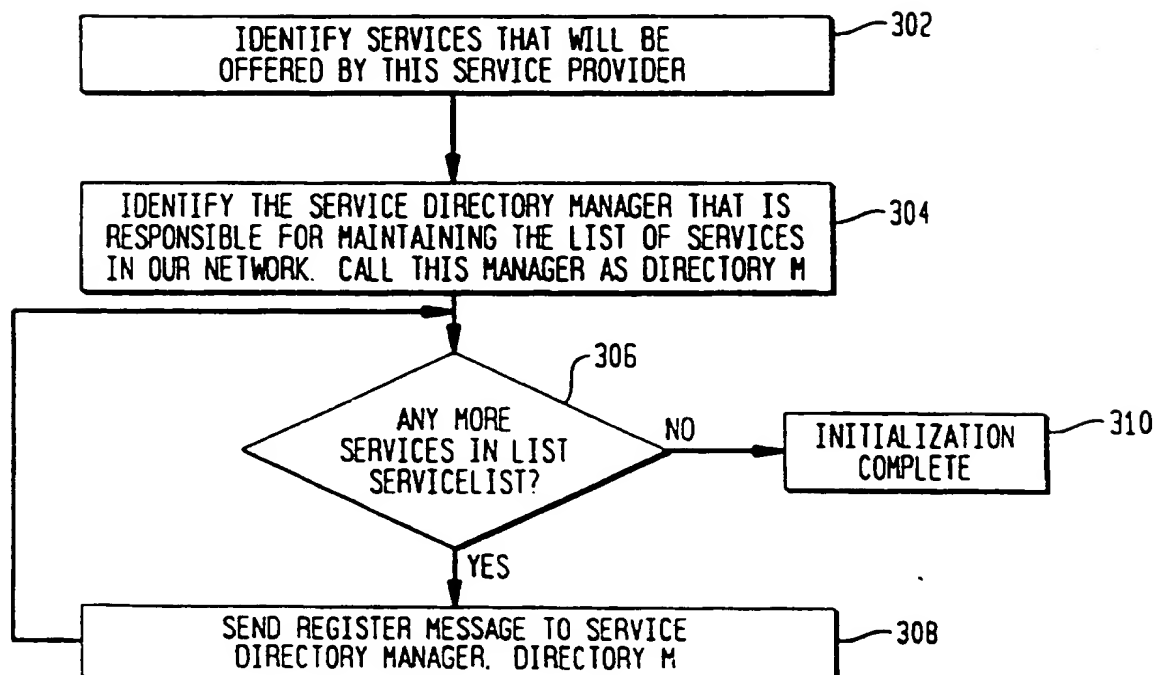 IDENTIFY SERVICES THAT WILL BE
OFFERED BY THIS SERVICE PROVIDER
302
IDENTIFY THE SERVICE DIRECTORY MANAGER THAT IS
RESPONSIBLE FOR MAINTAINING THE LIST OF SERVICES
IN OUR NETWORK. CALL THIS MANAGER AS DIRECTORY M
304
306
ANY MORE
SERVICES IN LIST
SERVICELIST?
NO
INITIALIZATION
COMPLETE
310
YES
SEND REGISTER MESSAGE TO SERVICE
DIRECTORY MANAGER. DIRECTORY M
308